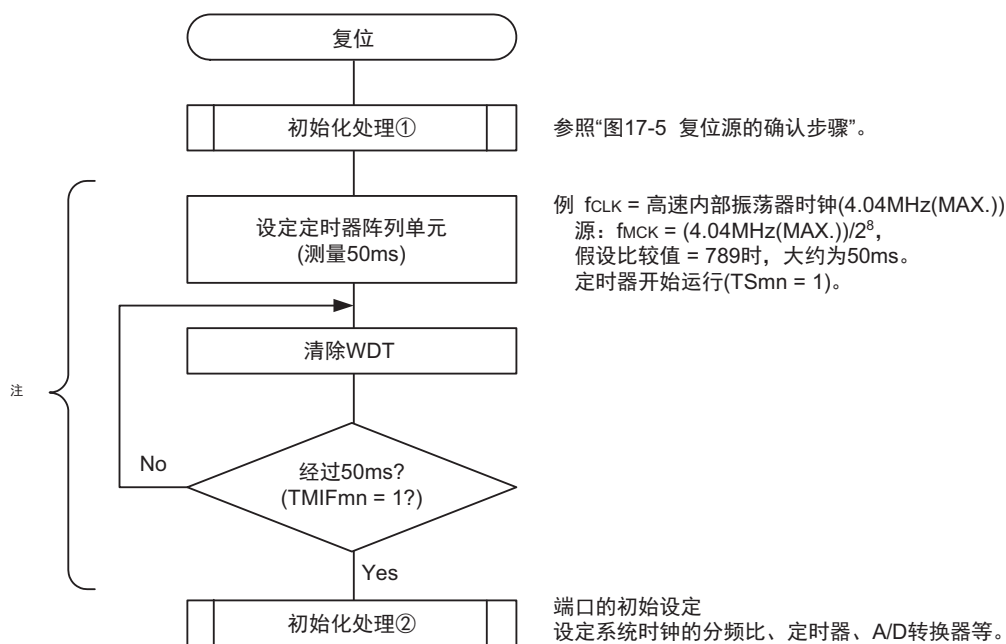 复位
初始化处理①
参照“图17-5 复位源的确认步骤”。
设定定时器阵列单元
(测量50ms)
例 fCLK = 高速内部振荡器时钟(4.04MHz(MAX.))
源：fMCK = (4.04MHz(MAX.))/2⁸，
假设比较值 = 789时，大约为50ms。
定时器开始运行(TSmn = 1)。
清除WDT
注
No
经过50ms?
(TMIFmn = 1?)
Yes
初始化处理②
端口的初始设定
设定系统时钟的分频比、定时器、A/D转换器等。